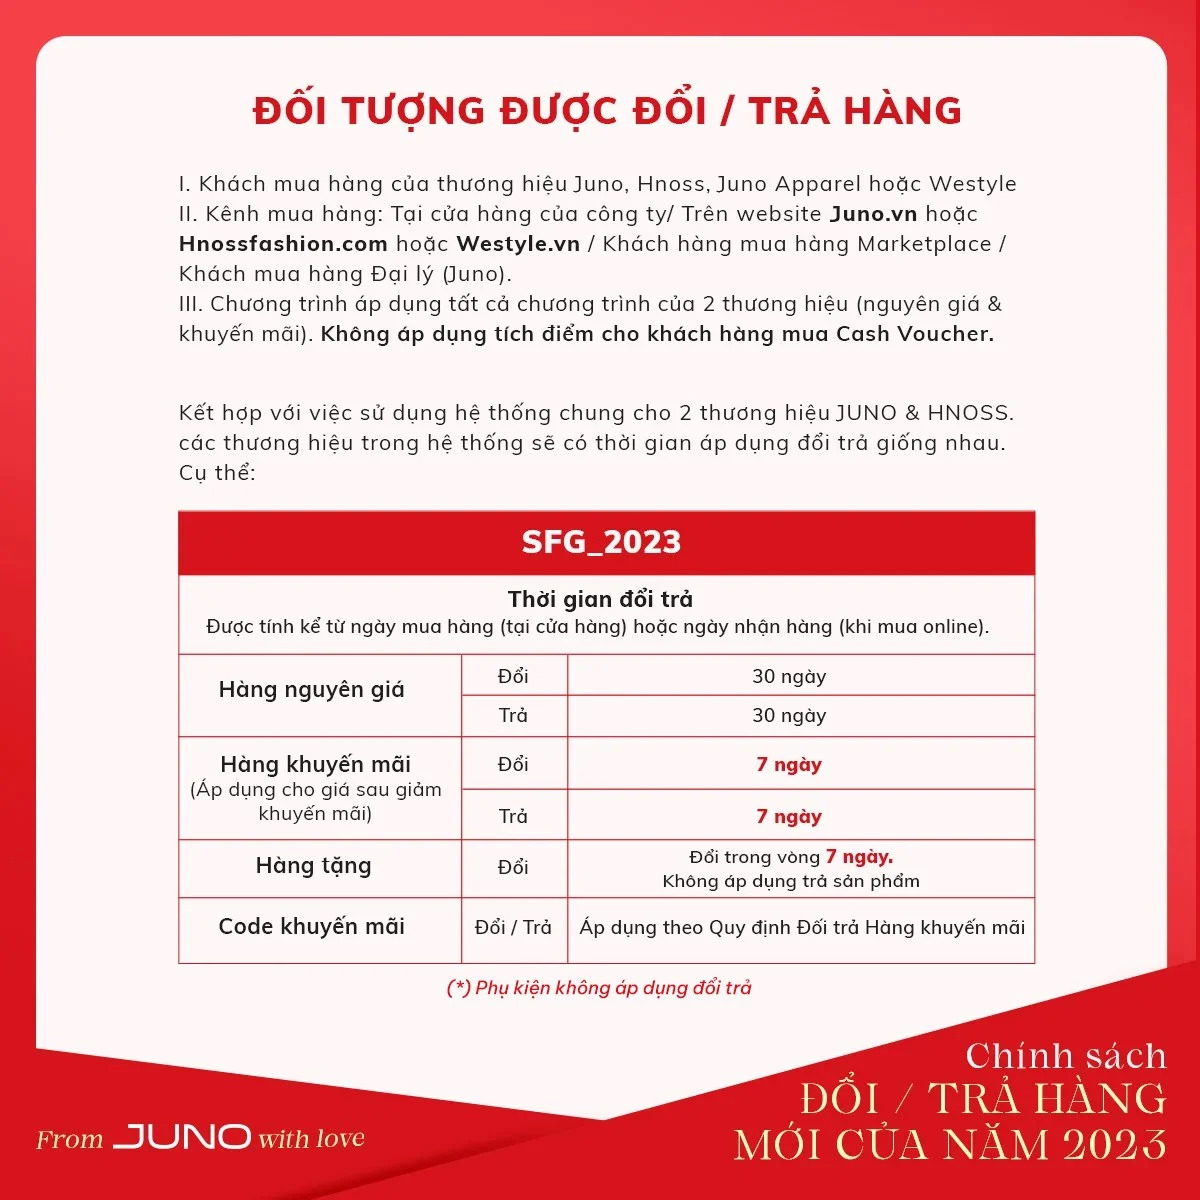 ĐỐI TƯỢNG ĐƯỢC ĐỔI / TRẢ HÀNG
I. Khách mua hàng của thương hiệu Juno, Hnoss, Juno Apparel hoặc Westyle
II. Kênh mua hàng: Tại cửa hàng của công ty/ Trên website Juno.vn hoặc
Hnossfashion.com hoặc Westyle.vn / Khách hàng mua hàng Marketplace /
Khách mua hàng Đại lý (Juno).
III. Chương trình áp dụng tất cả chương trình của 2 thương hiệu (nguyên giá &
khuyến mãi). Không áp dụng tích điểm cho khách hàng mua Cash Voucher.
Kết hợp với việc sử dụng hệ thống chung cho 2 thương hiệu JUNO & HNOSS.
các thương hiệu trong hệ thống sẽ có thời gian áp dụng đổi trả giống nhau.
Cụ thể:
SFG_2023
Thời gian đổi trả
Được tính kể từ ngày mua hàng (tại cửa hàng) hoặc ngày nhận hàng (khi mua online).
Hàng nguyên giá
Đổi
30 ngày
Trả
30 ngày
Hàng khuyến mãi
(Áp dụng cho giá sau giảm
khuyến mãi)
Đổi
7 ngày
Trả
7 ngày
Hàng tặng
Đổi
Đổi trong vòng 7 ngày.
Không áp dụng trả sản phẩm
Code khuyến mãi
Đổi / Trả
Áp dụng theo Quy định Đối trả Hàng khuyến mãi
(*) Phụ kiện không áp dụng đổi trả
Chính sách
ĐỔI / TRẢ HÀNG
MỚI CỦA NĂM 2023
From JUNO with love